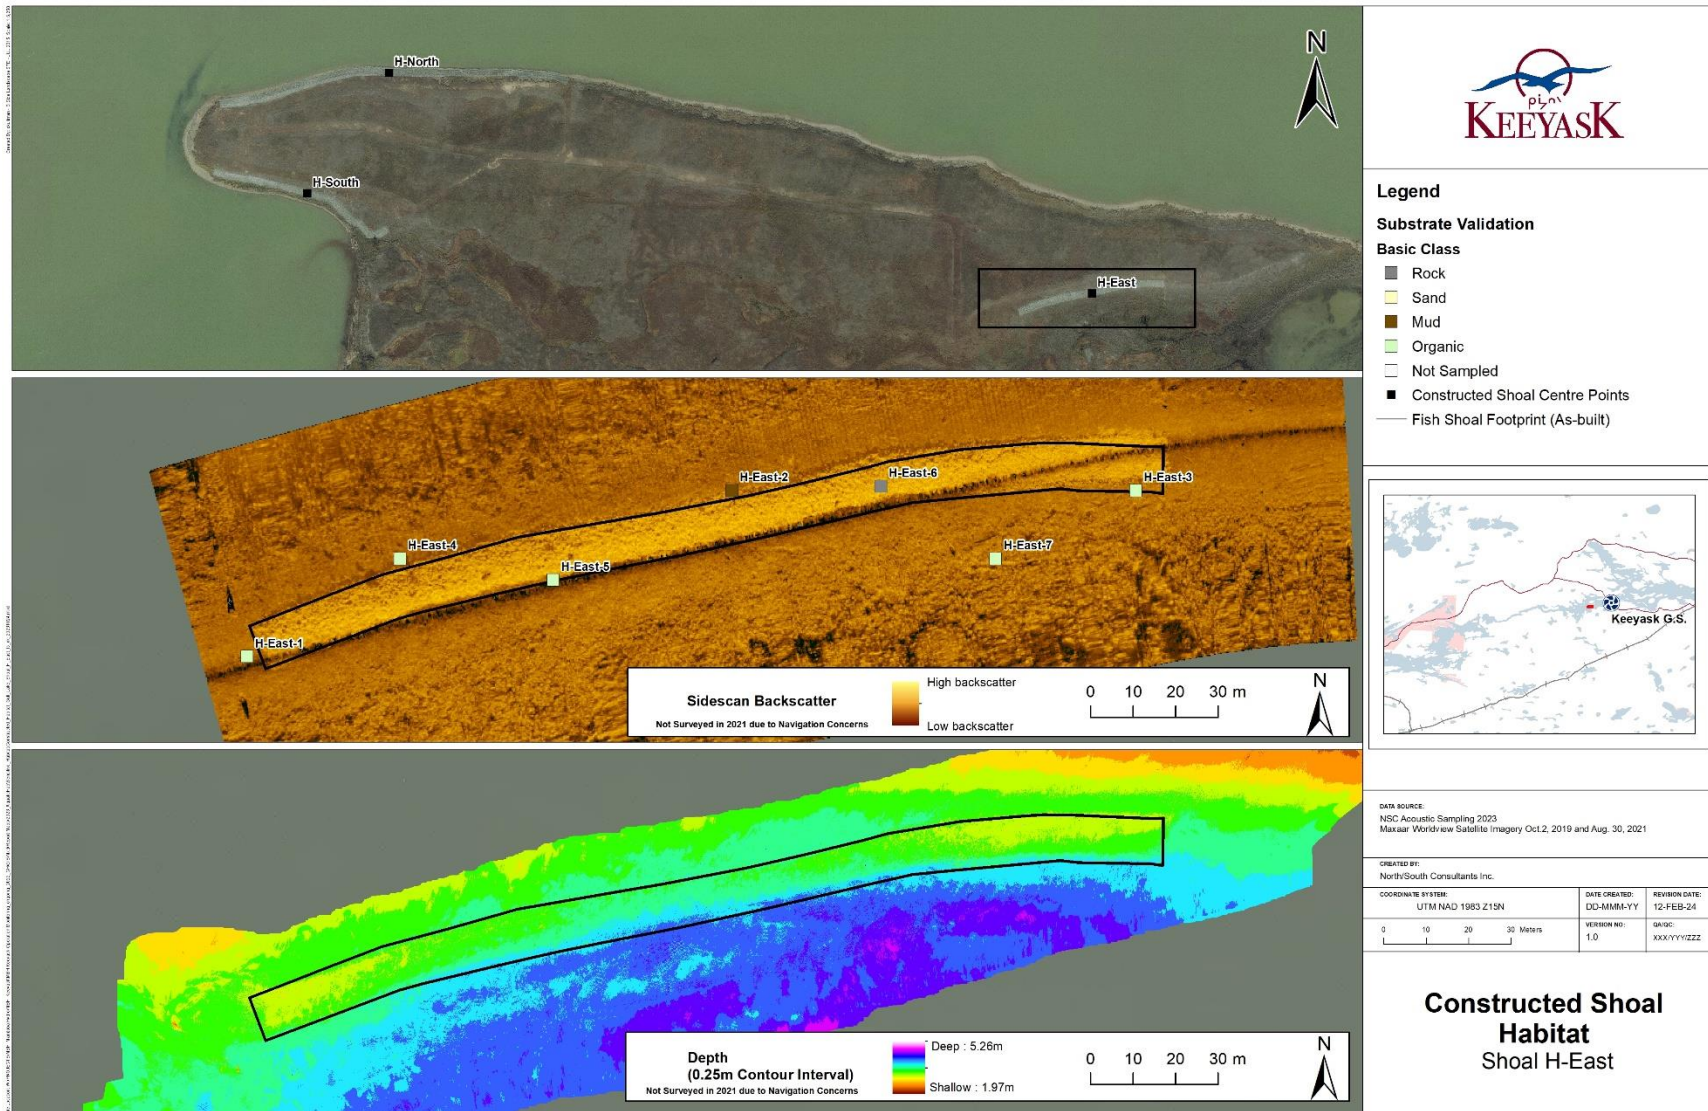 H-North
H-South
H-East
N
H-East-2
H-East-6
H-East-3
H-East-4
H-East-5
H-East-7
H-East-1
Sidescan Backscatter
Not Surveyed in 2021 due to Navigation Concerns
High backscatter
Low backscatter
0 10 20 30 m
N
Depth
(0.25m Contour Interval)
Not Surveyed in 2021 due to Navigation Concerns
Deep : 5.26m
Shallow : 1.97m
0 10 20 30 m
N
KEEYASK
Legend
Substrate Validation
Basic Class
Rock
Sand
Mud
Organic
Not Sampled
Constructed Shoal Centre Points
Fish Shoal Footprint (As-built)
Keeyask G.S.
DATA SOURCE:
NSC Acoustic Sampling 2023
Maxaar Worldview Satellite Imagery Oct.2, 2019 and Aug. 30, 2021
CREATED BY:
North/South Consultants Inc.
COORDINATE SYSTEM:
UTM NAD 1983 Z15N
DATE CREATED:
DD-MMM-YY
REVISION DATE:
12-FEB-24
0 10 20 30 Meters
VERSION NO:
1.0
QA/QC:
XXX/YYY/ZZZ
Constructed Shoal
Habitat
Shoal H-East